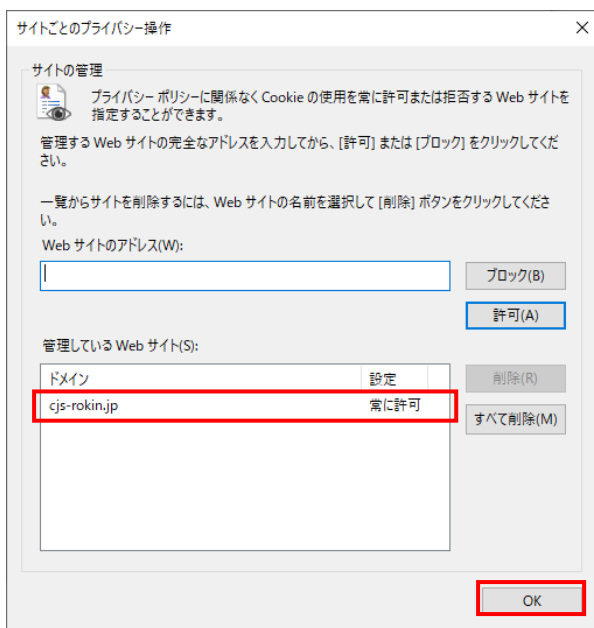 サイトごとのプライバシー操作
サイトの管理
プライバシー ポリシーに関係なく Cookie の使用を常に許可または拒否する Web サイトを
指定することができます。
管理する Web サイトの完全なアドレスを入力してから、[許可] または [ブロック] をクリックしてくだ
さい。
一覧からサイトを削除するには、Web サイトの名前を選択して [削除] ボタンをクリックしてくださ
い。
Web サイトのアドレス(W):
ブロック(B)
許可(A)
管理している Web サイト(S):
ドメイン 設定
削除(R)
cjs-rokin.jp 常に許可
すべて削除(M)
OK